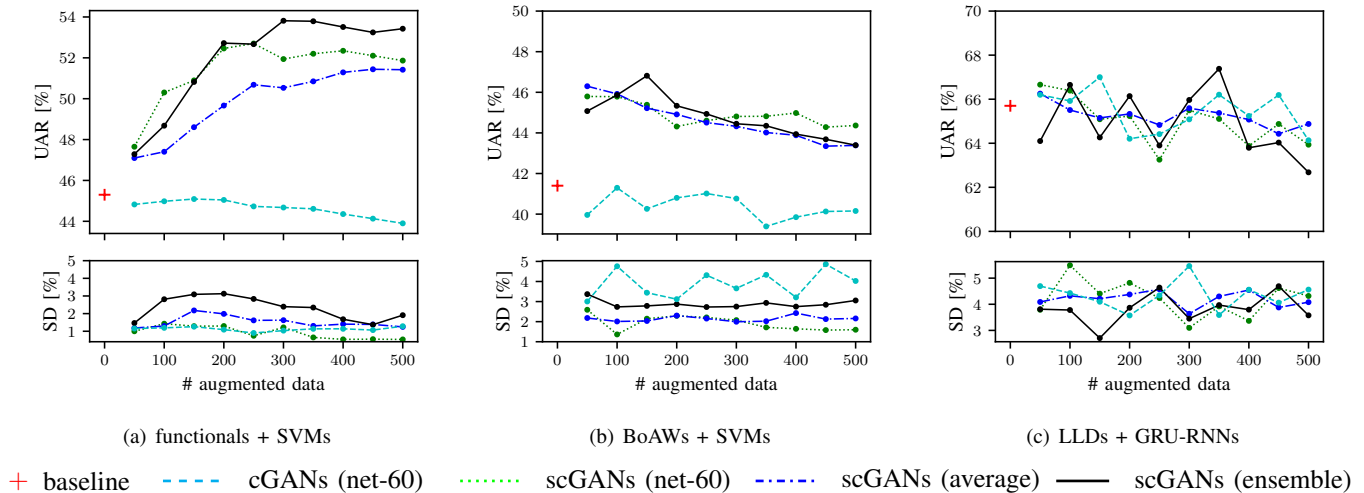 54
52
50
48
46
44
UAR [%]
5
4
3
2
1
SD [%]
0 100 200 300 400 500
# augmented data
(a) functionals + SVMs
50
48
46
44
42
40
UAR [%]
5
4
3
2
1
SD [%]
0 100 200 300 400 500
# augmented data
(b) BoAWs + SVMs
70
68
66
64
62
60
UAR [%]
5
4
3
SD [%]
0 100 200 300 400 500
# augmented data
(c) LLDs + GRU-RNNs
baseline cGANs (net-60) scGANs (net-60) scGANs (average) scGANs (ensemble)